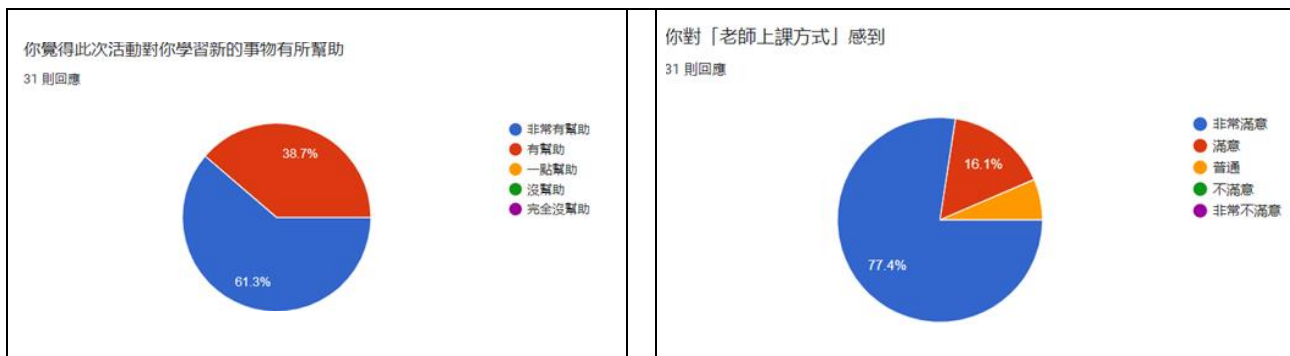 你覺得此次活動對你學習新的事物有所幫助
31 則回應
38.7%
61.3%
非常有幫助
有幫助
一點幫助
沒幫助
完全沒幫助
你對「老師上課方式」感到
31 則回應
16.1%
77.4%
非常滿意
滿意
普通
不滿意
非常不滿意